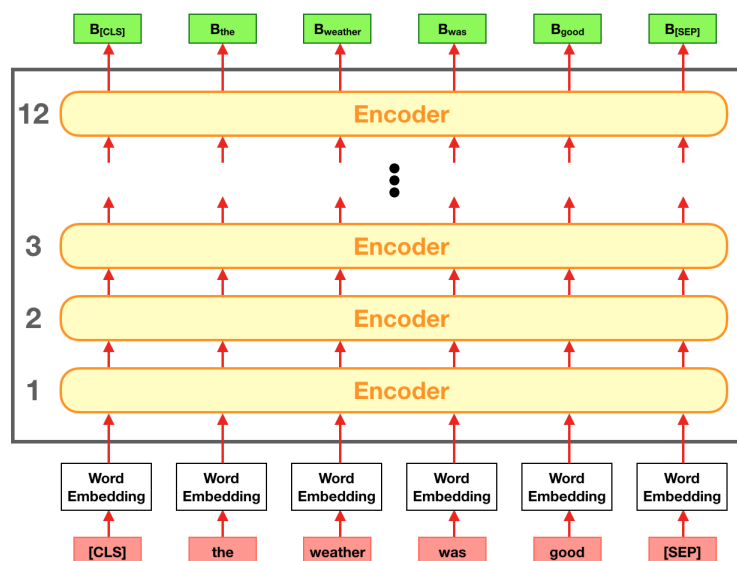 B[CLS] Bthe Bweather Bwas Bgood B[SEP]
12 Encoder
3 Encoder
2 Encoder
1 Encoder
Word Word Word Word Word Word
Embedding Embedding Embedding Embedding Embedding Embedding
[CLS] the weather was good [SEP]